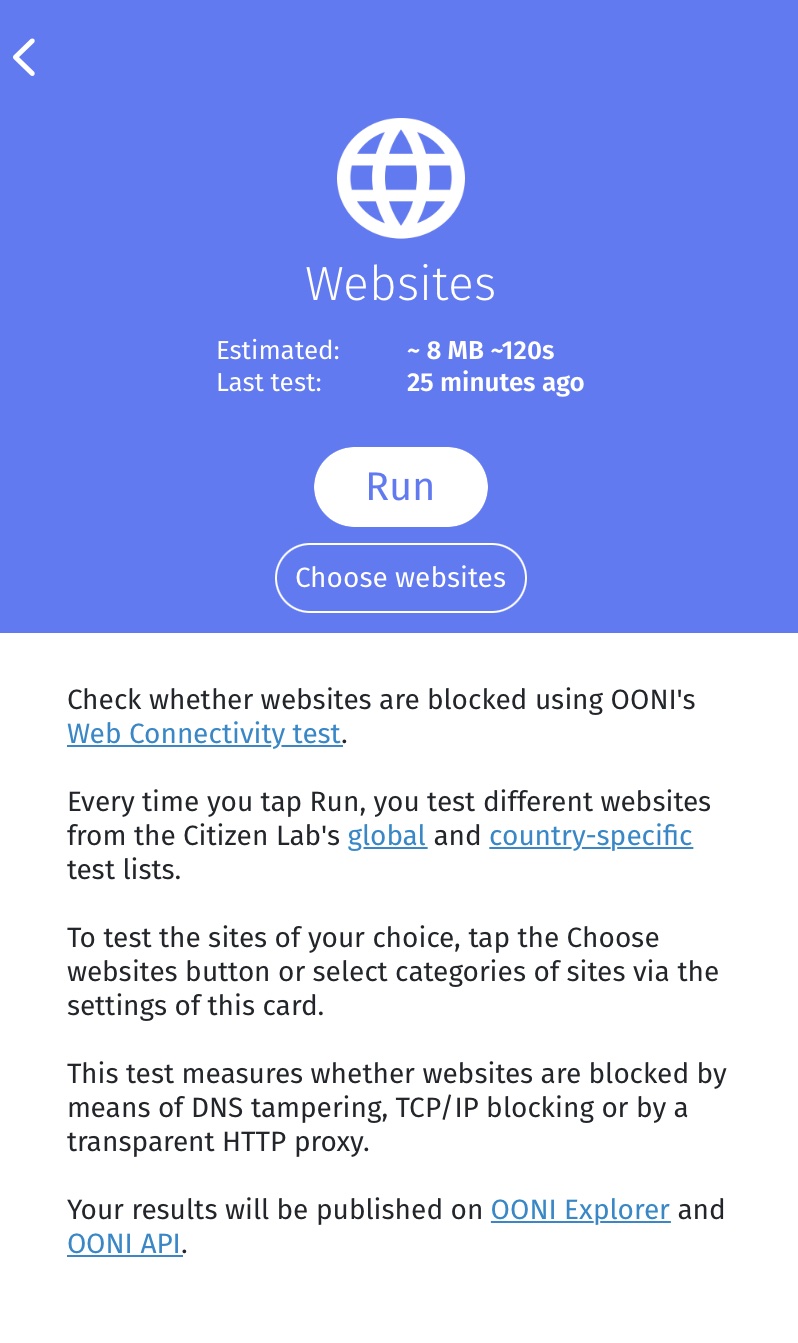 Websites
Estimated: ~ 8 MB ~120s
Last test: 25 minutes ago
Run
Choose websites
Check whether websites are blocked using OONI's
Web Connectivity test.
Every time you tap Run, you test different websites
from the Citizen Lab's global and country-specific
test lists.
To test the sites of your choice, tap the Choose
websites button or select categories of sites via the
settings of this card.
This test measures whether websites are blocked by
means of DNS tampering, TCP/IP blocking or by a
transparent HTTP proxy.
Your results will be published on OONI Explorer and
OONI API.